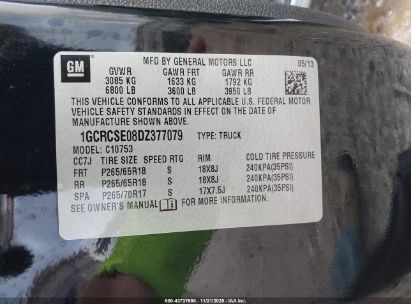 GM
MFD BY GENERAL MOTORS LLC 05/13
GVWR GAWR FRT GAWR RR
3085 KG 1633 KG 1792 KG
6800 LB 3600 LB 3950 LB
THIS VEHICLE CONFORMS TO ALL APPLICABLE U.S. FEDERAL MOTOR
VEHICLE SAFETY STANDARDS IN EFFECT ON THE DATE OF
MANUFACTURE SHOWN ABOVE.
1GCRCSE08DZ377079 TYPE: TRUCK
MODEL: C10753
CC7J TIRE SIZE SPEED RTG RIM COLD TIRE PRESSURE
FRT P265/65R18 S 18X8J 240KPA(35PSI)
RR P265/65R18 S 18X8J 240KPA(35PSI)
SPA P265/70R17 S 17X7.5J 240KPA(35PSI)
SEE OWNER'S MANUAL FOR ADDITIONAL INFORMATION.